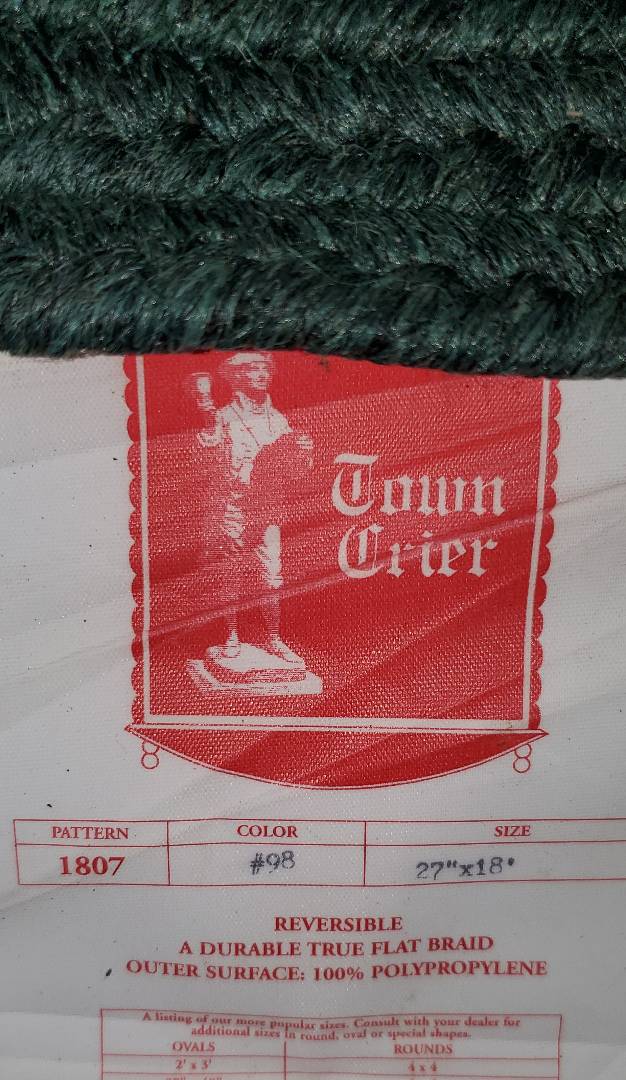 Town
Crier
PATTERN COLOR SIZE
1807 #98 27"x18'
REVERSIBLE
A DURABLE TRUE FLAT BRAID
OUTER SURFACE: 100% POLYPROPYLENE
A listing of our more popular sizes. Consult with your dealer for
additional sizes in round, oval or special shapes.
OVALS ROUNDS
2' x 3' 4 x 4